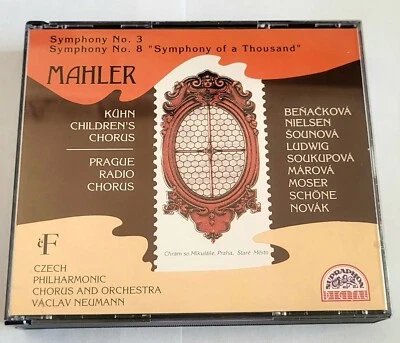 Symphony No. 3
Symphony No. 8 "Symphony of a Thousand"
MAHLER
KÜHN
CHILDREN'S
CHORUS
PRAGUE
RADIO
CHORUS
BEŇAČKOVÁ
NIELSEN
ŠOUNOVÁ
LUDWIG
SOUKUPOVÁ
MÁROVÁ
MOSER
SCHÖNE
NOVÁK
Chrám sv. Mikuláše, Praha, Staré Město
čF
CZECH
PHILHARMONIC
CHORUS AND ORCHESTRA
VÁCLAV NEUMANN
SUPRAPHON
DIGITAL